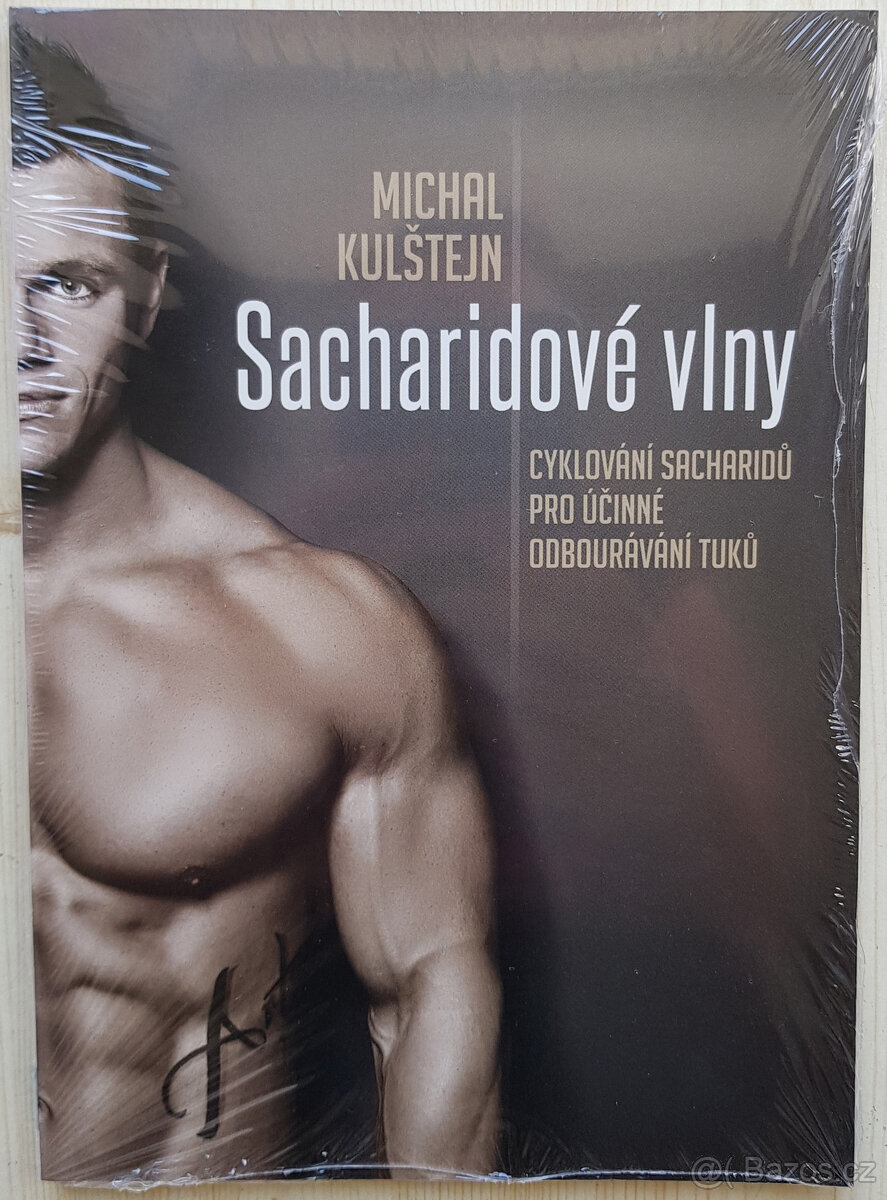 MICHAL
KULŠTEJN
Sacharidové vlny
CYKLOVÁNÍ SACHARIDŮ
PRO ÚČINNÉ
ODBOURÁVÁNÍ TUKŮ
@( Bazos.cz